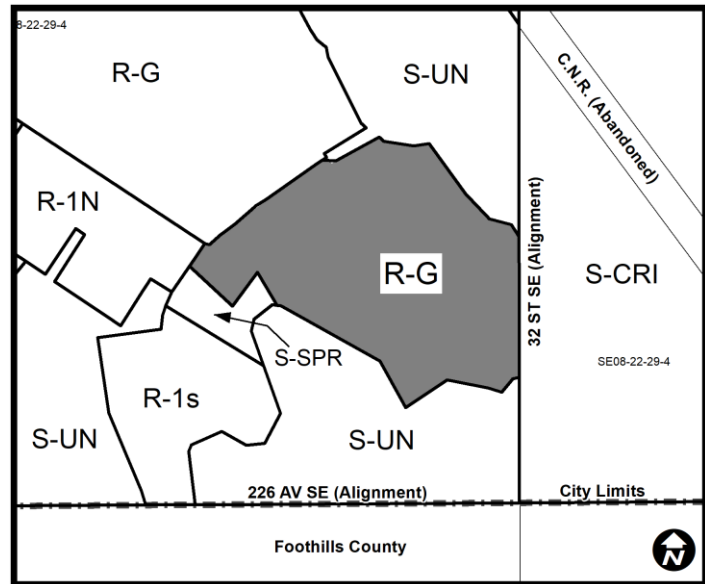 8-22-29-4
R-G
S-UN
C.N.R. (Abandoned)
R-1N
R-G
32 ST SE (Alignment)
S-CRI
S-SPR
SE08-22-29-4
R-1s
S-UN
S-UN
226 AV SE (Alignment)
City Limits
Foothills County
N